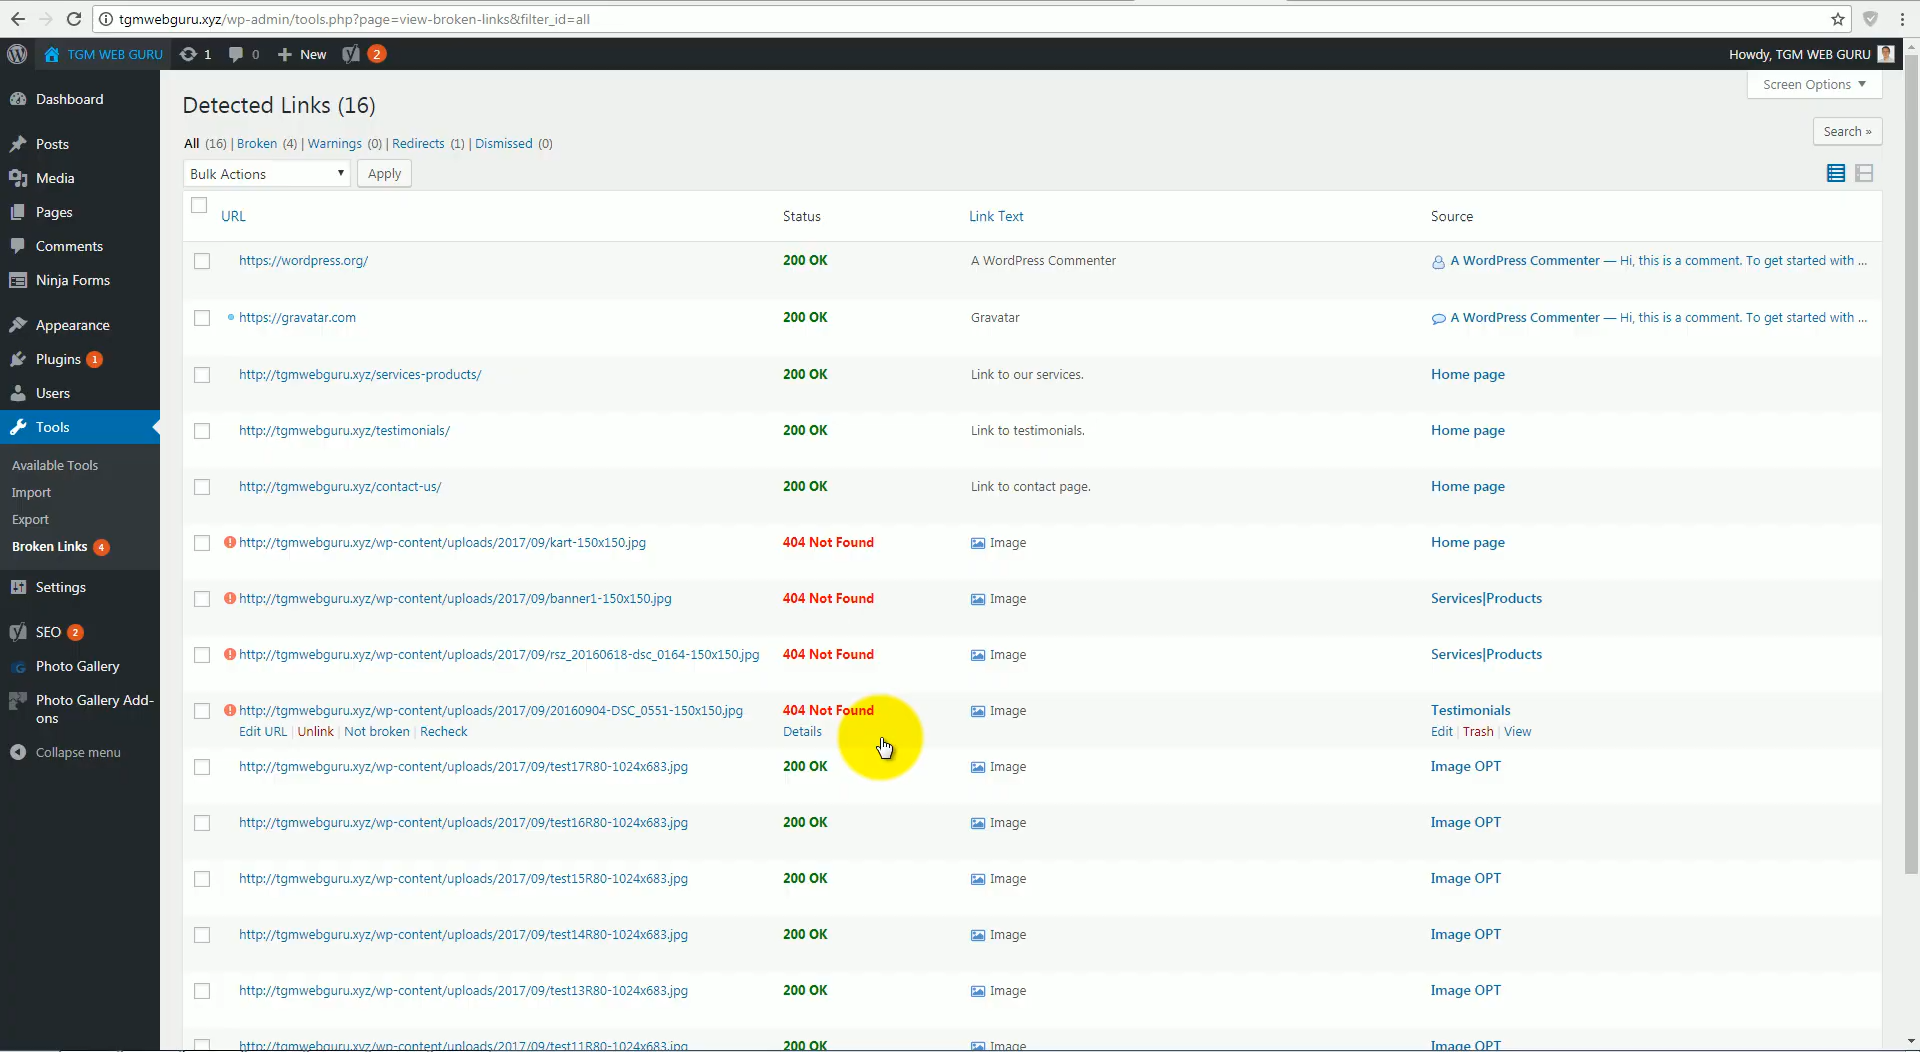 tgmwebguru.xyz/wp-admin/tools.php?page=view-broken-links&filter_id=all
TGM WEB GURU 1 0 New 2 Howdy, TGM WEB GURU
Screen Options
Dashboard
Posts
Media
Pages
Comments
Ninja Forms
Appearance
Plugins 1
Users
Tools
Available Tools
Import
Export
Broken Links 4
Settings
SEO 2
Photo Gallery
Photo Gallery Add-
ons
Collapse menu
Detected Links (16)
Search »
All (16) | Broken (4) | Warnings (0) | Redirects (1) | Dismissed (0)
Bulk Actions Apply
URL Status Link Text Source
https://wordpress.org/ 200 OK A WordPress Commenter A WordPress Commenter — Hi, this is a comment. To get started with ...
https://gravatar.com 200 OK Gravatar A WordPress Commenter — Hi, this is a comment. To get started with ...
http://tgmwebguru.xyz/services-products/ 200 OK Link to our services. Home page
http://tgmwebguru.xyz/testimonials/ 200 OK Link to testimonials. Home page
http://tgmwebguru.xyz/contact-us/ 200 OK Link to contact page. Home page
http://tgmwebguru.xyz/wp-content/uploads/2017/09/kart-150x150.jpg 404 Not Found Image Home page
http://tgmwebguru.xyz/wp-content/uploads/2017/09/banner1-150x150.jpg 404 Not Found Image Services|Products
http://tgmwebguru.xyz/wp-content/uploads/2017/09/rsz_20160618-dsc_0164-150x150.jpg 404 Not Found Image Services|Products
http://tgmwebguru.xyz/wp-content/uploads/2017/09/20160904-DSC_0551-150x150.jpg 404 Not Found Image Testimonials
Edit URL | Unlink | Not broken | Recheck Details Edit | Trash | View
http://tgmwebguru.xyz/wp-content/uploads/2017/09/test17R80-1024x683.jpg 200 OK Image Image OPT
http://tgmwebguru.xyz/wp-content/uploads/2017/09/test16R80-1024x683.jpg 200 OK Image Image OPT
http://tgmwebguru.xyz/wp-content/uploads/2017/09/test15R80-1024x683.jpg 200 OK Image Image OPT
http://tgmwebguru.xyz/wp-content/uploads/2017/09/test14R80-1024x683.jpg 200 OK Image Image OPT
http://tgmwebguru.xyz/wp-content/uploads/2017/09/test13R80-1024x683.jpg 200 OK Image Image OPT
http://tgmwebguru.xyz/wp-content/uploads/2017/09/test11R80-1024x683.jpg 200 OK Image Image OPT